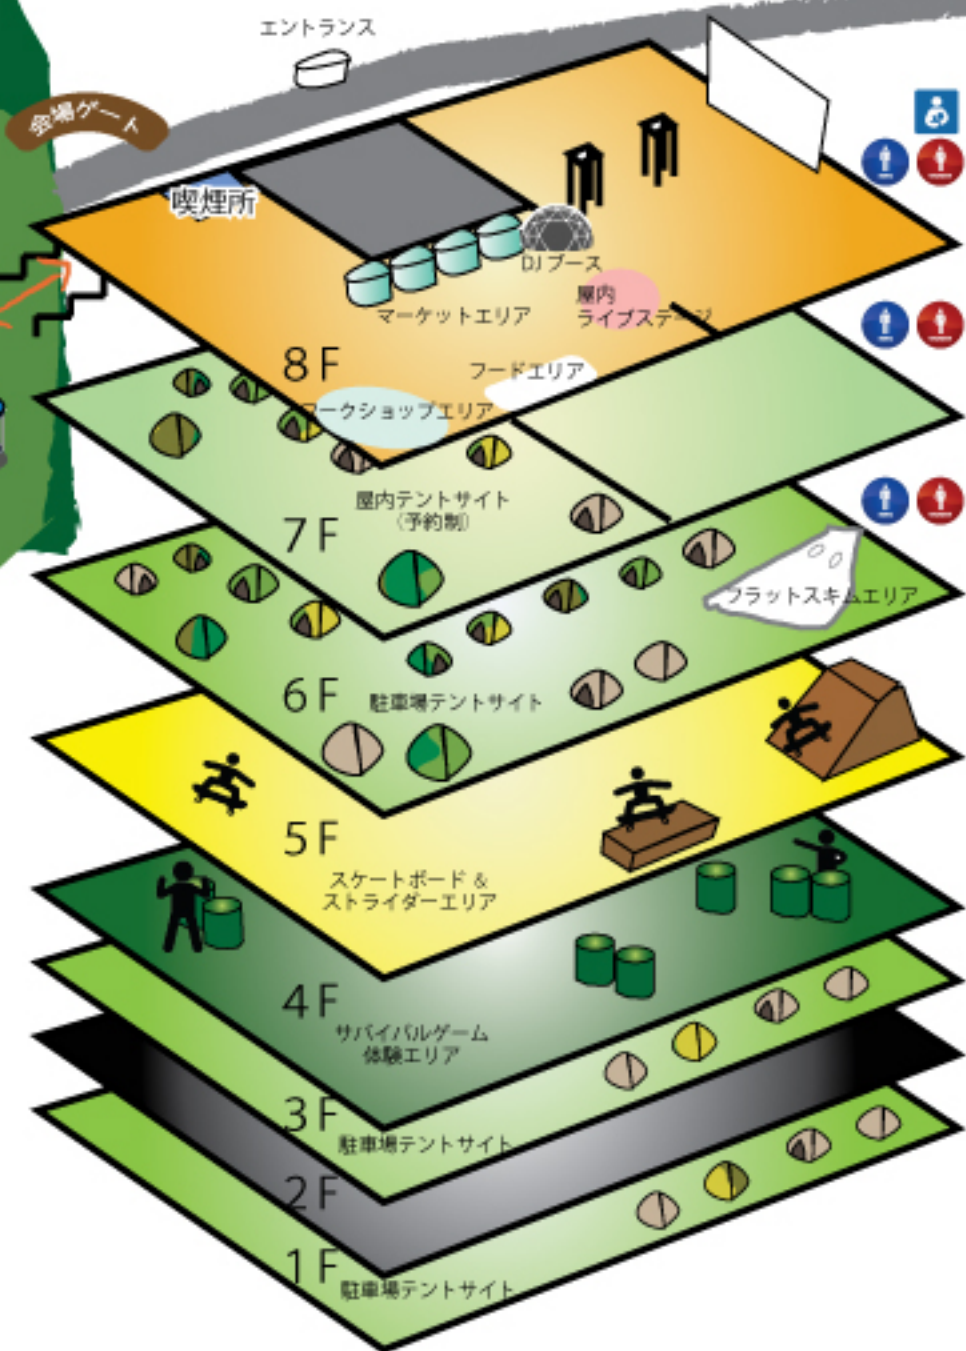 エントランス
会場ゲート
喫煙所
DJ ブース
屋内
ライブステージ
マーケットエリア
8F
フードエリア
ワークショップエリア
屋内テントサイト
(予約制)
7F
フラットスキムエリア
6F
駐車場テントサイト
5F
スケートボード &
ストライダーエリア
4F
サバイバルゲーム
体験エリア
3F
駐車場テントサイト
2F
1F
駐車場テントサイト